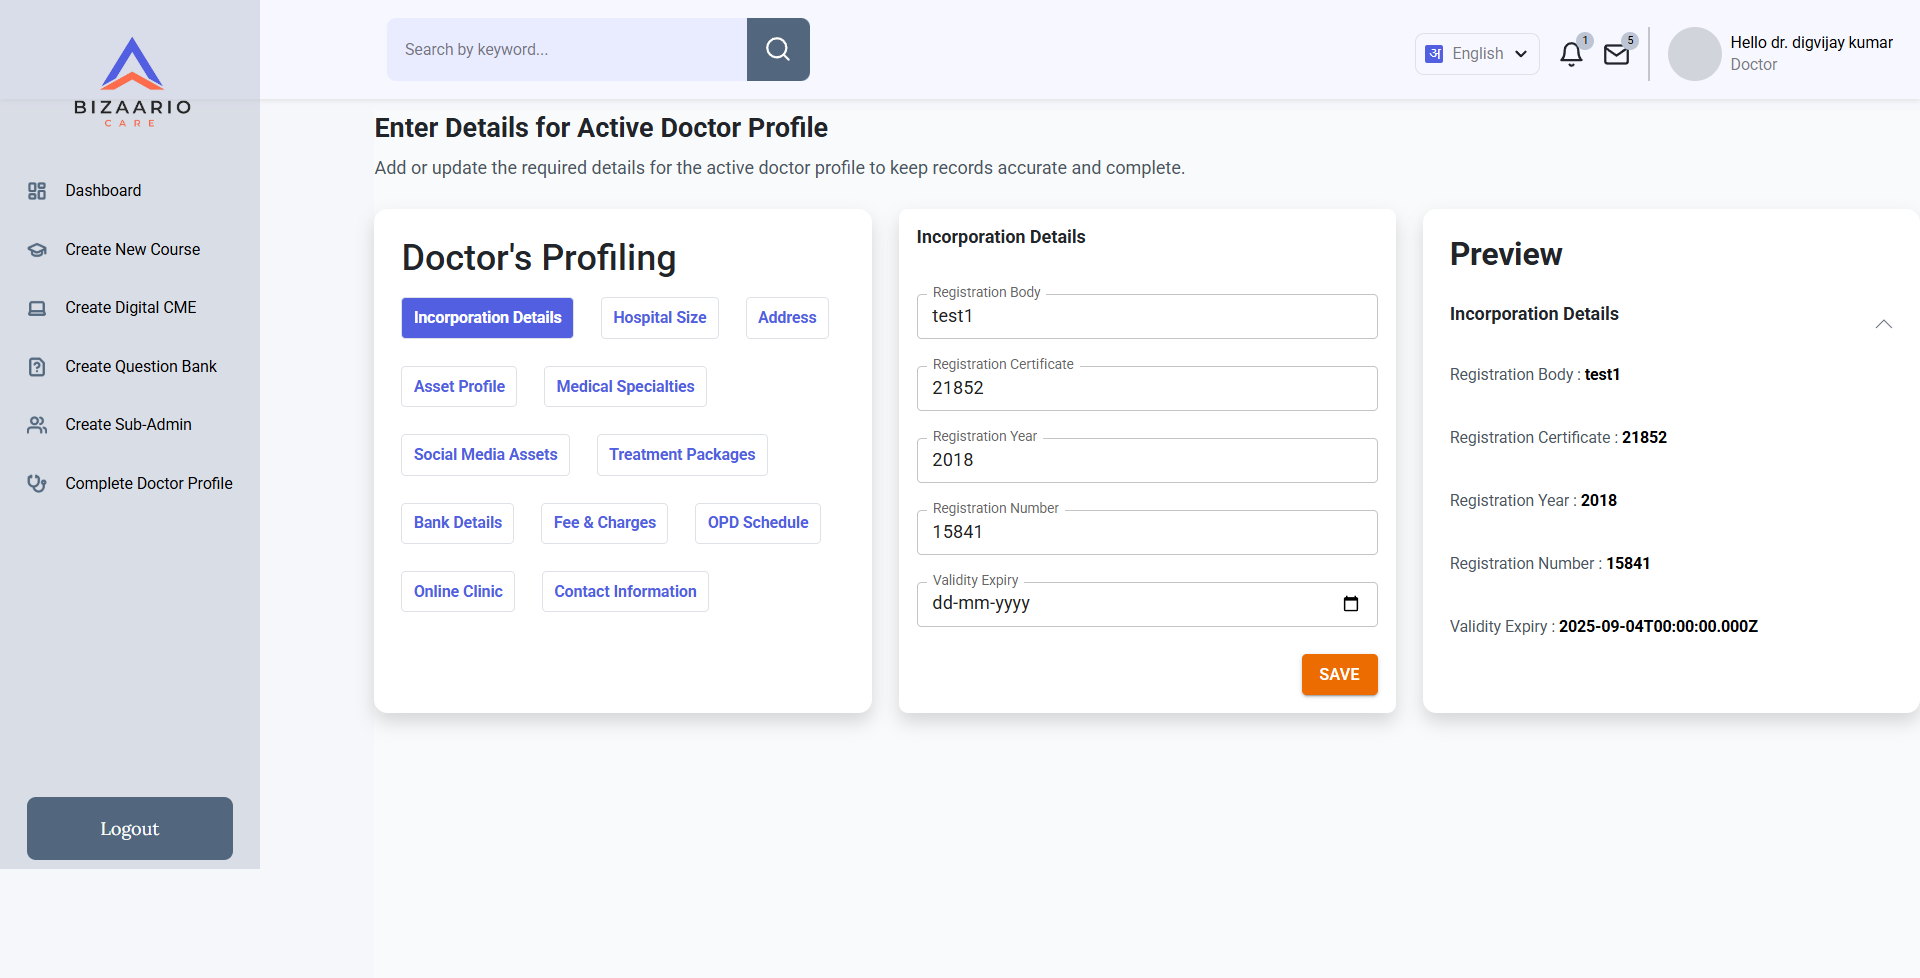 BIZAARIO
CARE
Dashboard
Create New Course
Create Digital CME
Create Question Bank
Create Sub-Admin
Complete Doctor Profile
Logout
Search by keyword...
अ English
1
5
Hello dr. digvijay kumar
Doctor
Enter Details for Active Doctor Profile
Add or update the required details for the active doctor profile to keep records accurate and complete.
Doctor's Profiling
Incorporation Details Hospital Size Address
Asset Profile Medical Specialties
Social Media Assets Treatment Packages
Bank Details Fee & Charges OPD Schedule
Online Clinic Contact Information
Incorporation Details
Registration Body
test1
Registration Certificate
21852
Registration Year
2018
Registration Number
15841
Validity Expiry
dd-mm-yyyy
SAVE
Preview
Incorporation Details
Registration Body : test1
Registration Certificate : 21852
Registration Year : 2018
Registration Number : 15841
Validity Expiry : 2025-09-04T00:00:00.000Z